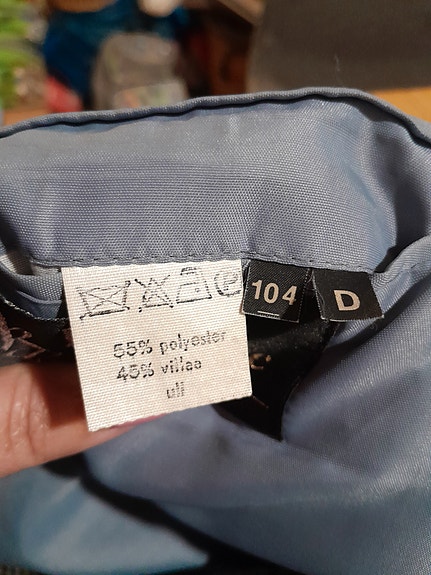 P 104 D
55% polyester
45% villaa
ull